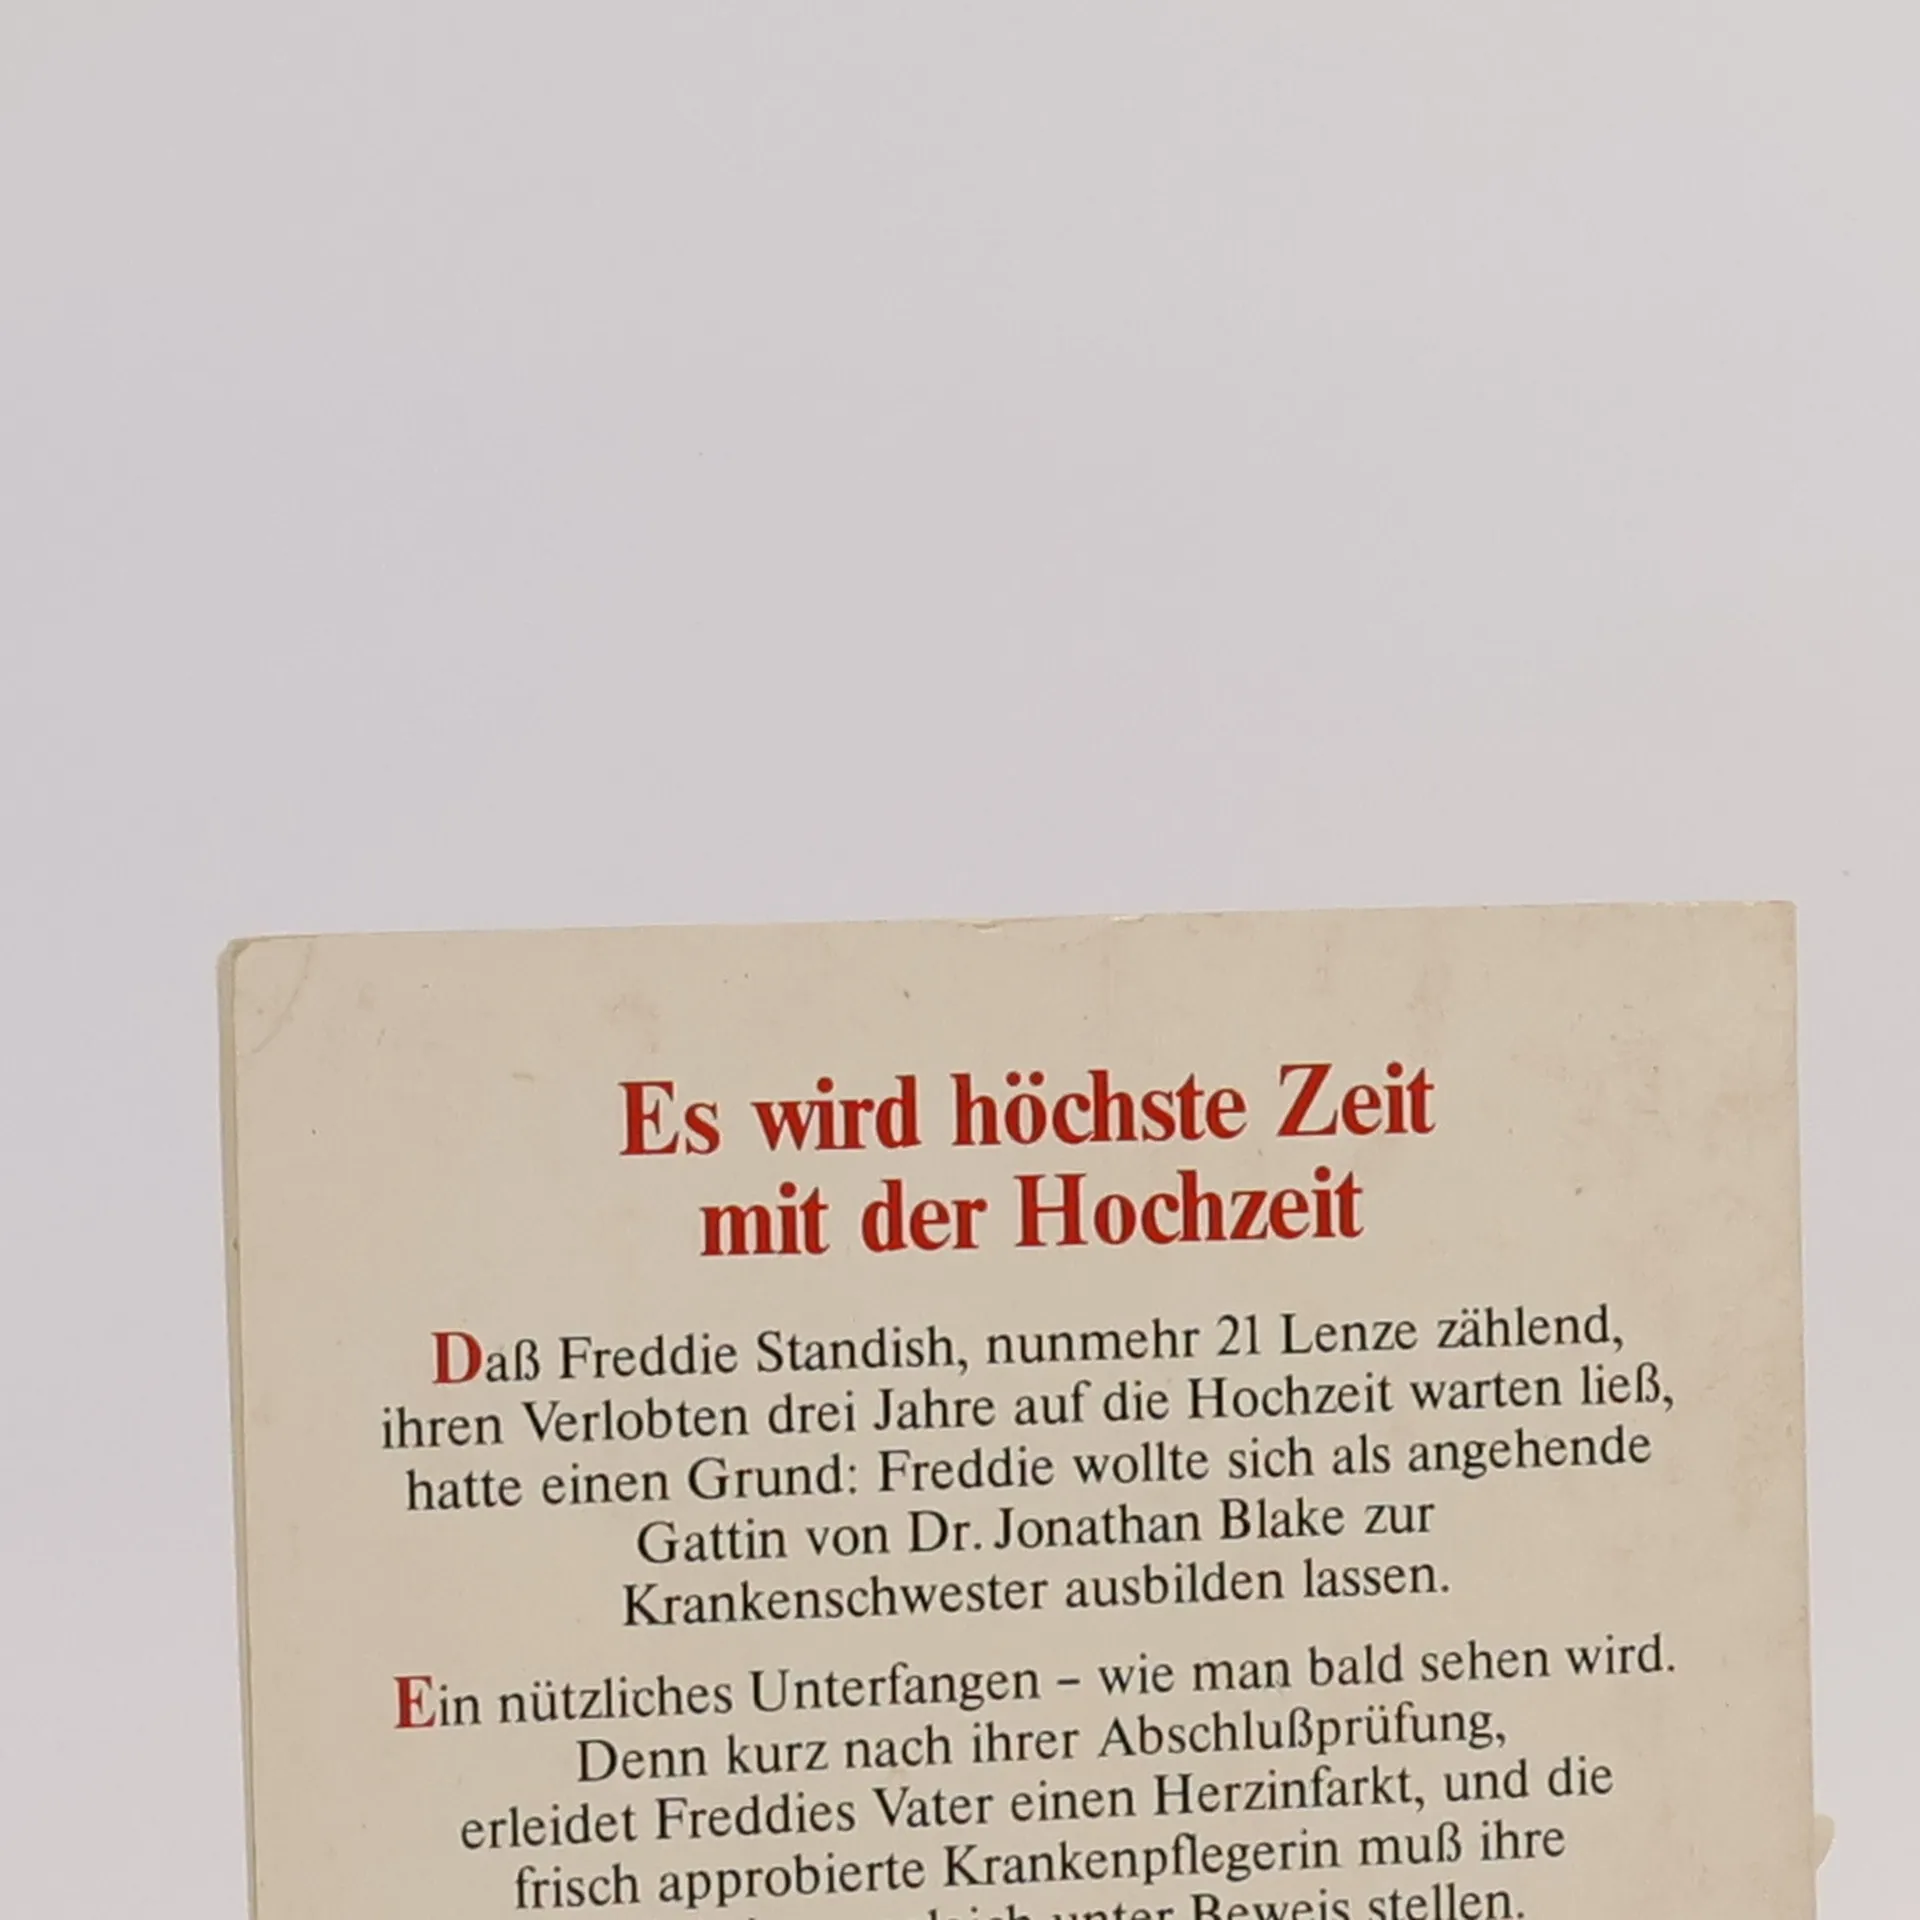 Es wird höchste Zeit
mit der Hochzeit
Daß Freddie Standish, nunmehr 21 Lenze zählend,
ihren Verlobten drei Jahre auf die Hochzeit warten ließ,
hatte einen Grund: Freddie wollte sich als angehende
Gattin von Dr. Jonathan Blake zur
Krankenschwester ausbilden lassen.
Ein nützliches Unterfangen – wie man bald sehen wird.
Denn kurz nach ihrer Abschlußprüfung,
erleidet Freddies Vater einen Herzinfarkt, und die
frisch approbierte Krankenpflegerin muß ihre
unter Beweis stellen.